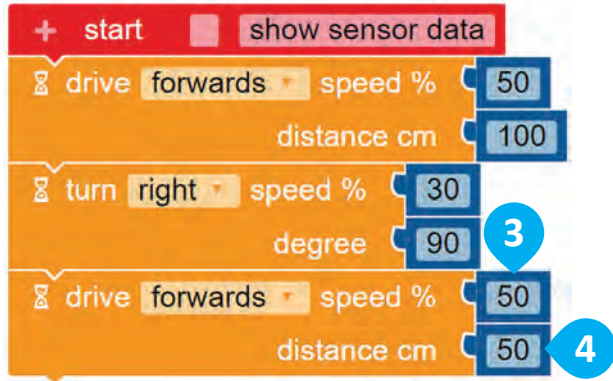 + start show sensor data
drive forwards speed % 50
distance cm 100
turn right speed % 30
degree 90
3
drive forwards speed % 50
distance cm 50
4